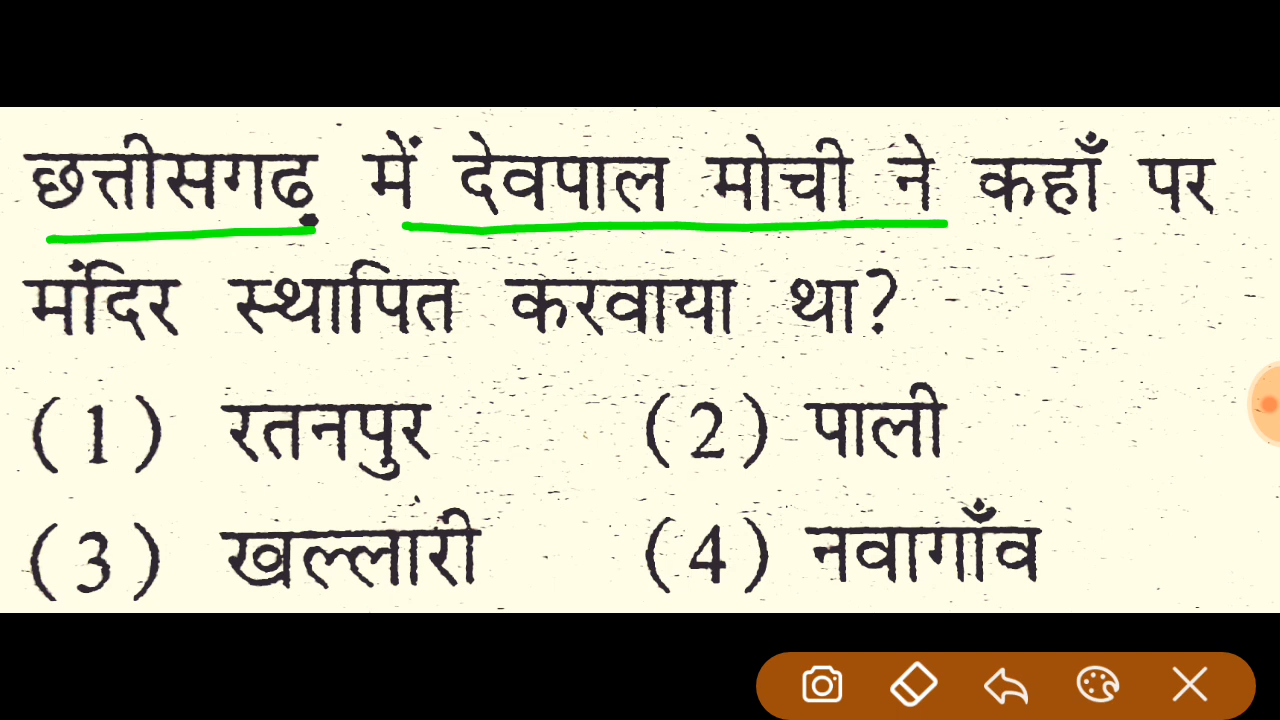 छत्तीसगढ़ में देवपाल मोची ने कहाँ पर
मंदिर स्थापित करवाया था?
(1) रतनपुर (2) पाली
(3) खल्लारी (4) नवागाँव